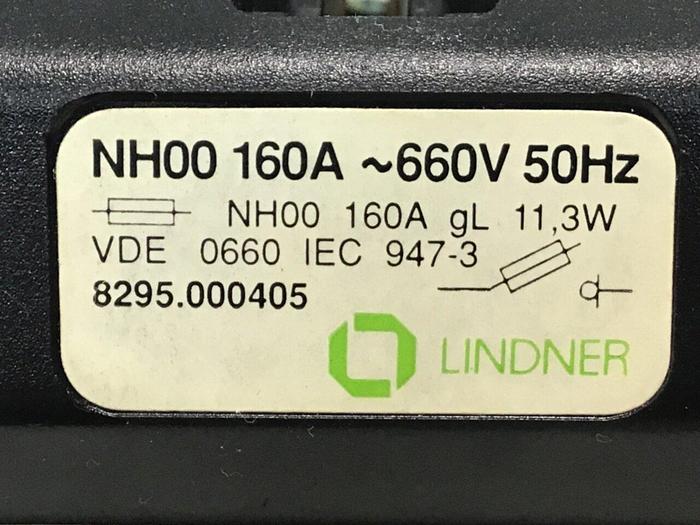 NH00 160A ~660V 50Hz
NH00 160A gL 11,3W
VDE 0660 IEC 947-3
8295.000405
LINDNER